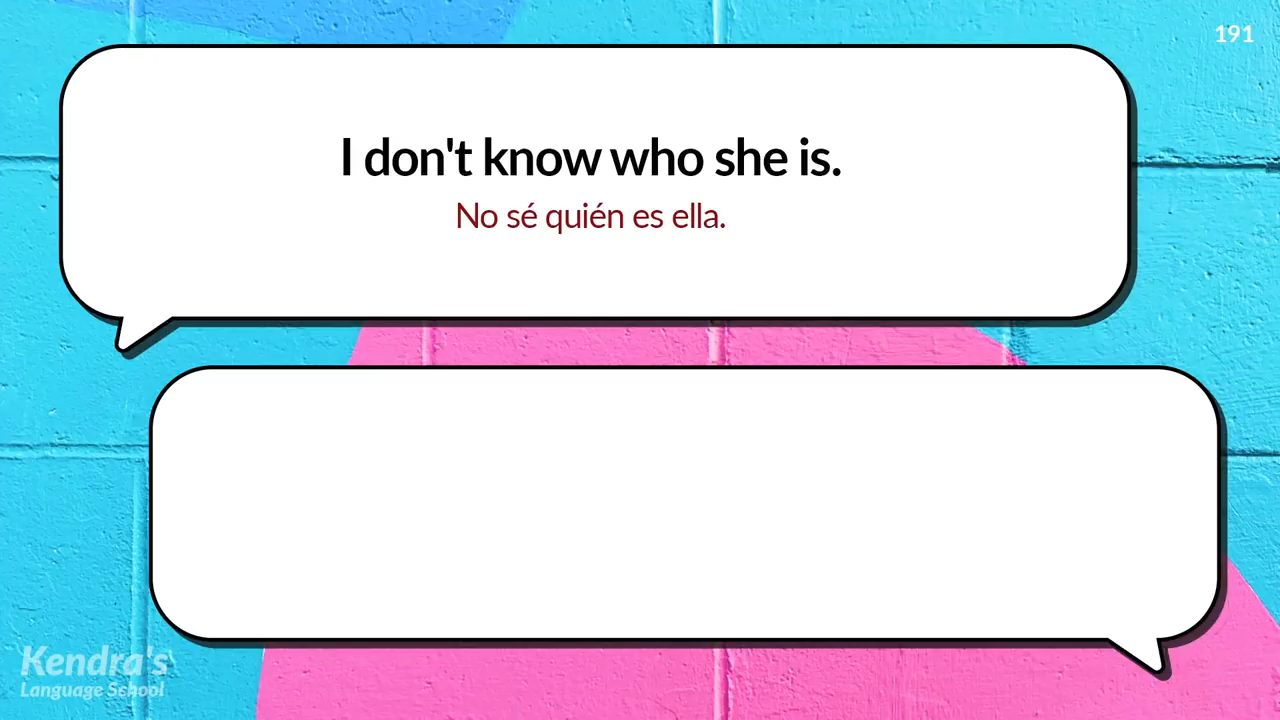 191
I don't know who she is.
No sé quién es ella.
Kendra's
Language School